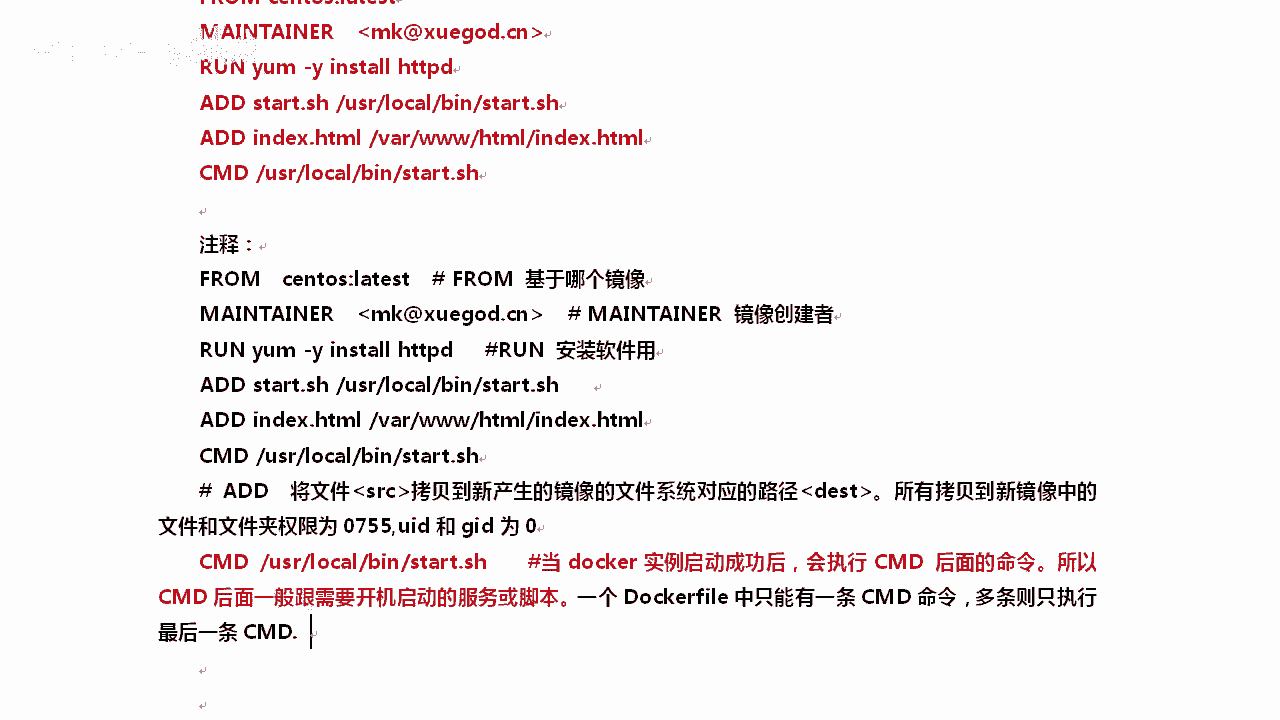 FROM centos:latest
MAINTAINER <mk@xuegod.cn>
RUN yum -y install httpd
ADD start.sh /usr/local/bin/start.sh
ADD index.html /var/www/html/index.html
CMD /usr/local/bin/start.sh
注释：
FROM centos:latest # FROM 基于哪个镜像
MAINTAINER <mk@xuegod.cn> # MAINTAINER 镜像创建者
RUN yum -y install httpd #RUN 安装软件用
ADD start.sh /usr/local/bin/start.sh
ADD index.html /var/www/html/index.html
CMD /usr/local/bin/start.sh
# ADD 将文件<src>拷贝到新产生的镜像的文件系统对应的路径<dest>。所有拷贝到新镜像中的
文件和文件夹权限为 0755,uid 和 gid 为 0
CMD /usr/local/bin/start.sh #当 docker 实例启动成功后，会执行 CMD 后面的命令。所以
CMD 后面一般跟需要开机启动的服务或脚本。一个 Dockerfile 中只能有一条 CMD 命令，多条则只执行
最后一条 CMD.